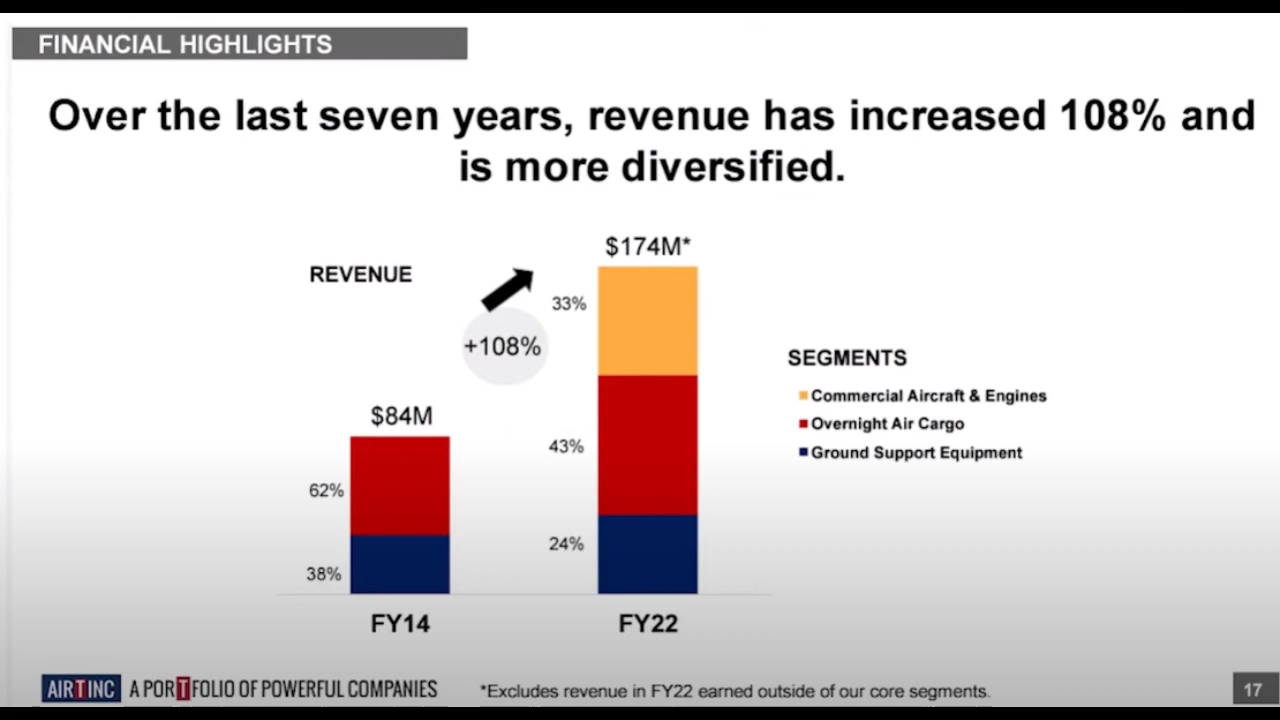 FINANCIAL HIGHLIGHTS
Over the last seven years, revenue has increased 108% and
is more diversified.
REVENUE
$174M*
33%
+108%
43%
24%
$84M
62%
38%
FY14
FY22
SEGMENTS
Commercial Aircraft & Engines
Overnight Air Cargo
Ground Support Equipment
AIRTINC A PORTFOLIO OF POWERFUL COMPANIES
*Excludes revenue in FY22 earned outside of our core segments.
17